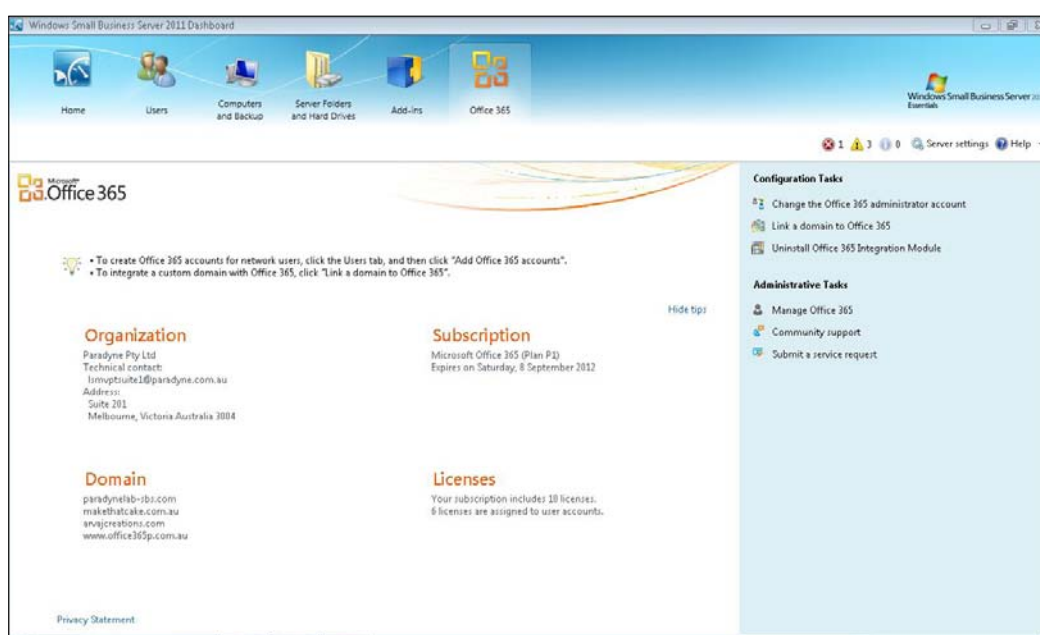 Windows Small Business Server 2011 Dashboard
Home
Users
Computers
and Backup
Server Folders
and Hard Drives
Add-ins
Office 365
Windows Small Business Server
Essentials
1 3 0 Server settings Help
Microsoft
Office 365
• To create Office 365 accounts for network users, click the Users tab, and then click "Add Office 365 accounts".
• To integrate a custom domain with Office 365, click "Link a domain to Office 365".
Hide tips
Organization
Paradyne Pty Ltd
Technical contact:
Address:
Suite 201
Melbourne, Victoria Australia 3004
Subscription
Microsoft Office 365 (Plan P1)
Expires on Saturday, 8 September 2012
Domain
paradynelab-sbs.com
makethatcake.com.au
arvajcreations.com
www.office365p.com.au
Licenses
Your subscription includes 10 licenses.
6 licenses are assigned to user accounts.
Privacy Statement
Configuration Tasks
Change the Office 365 administrator account
Link a domain to Office 365
Uninstall Office 365 Integration Module
Administrative Tasks
Manage Office 365
Community support
Submit a service request